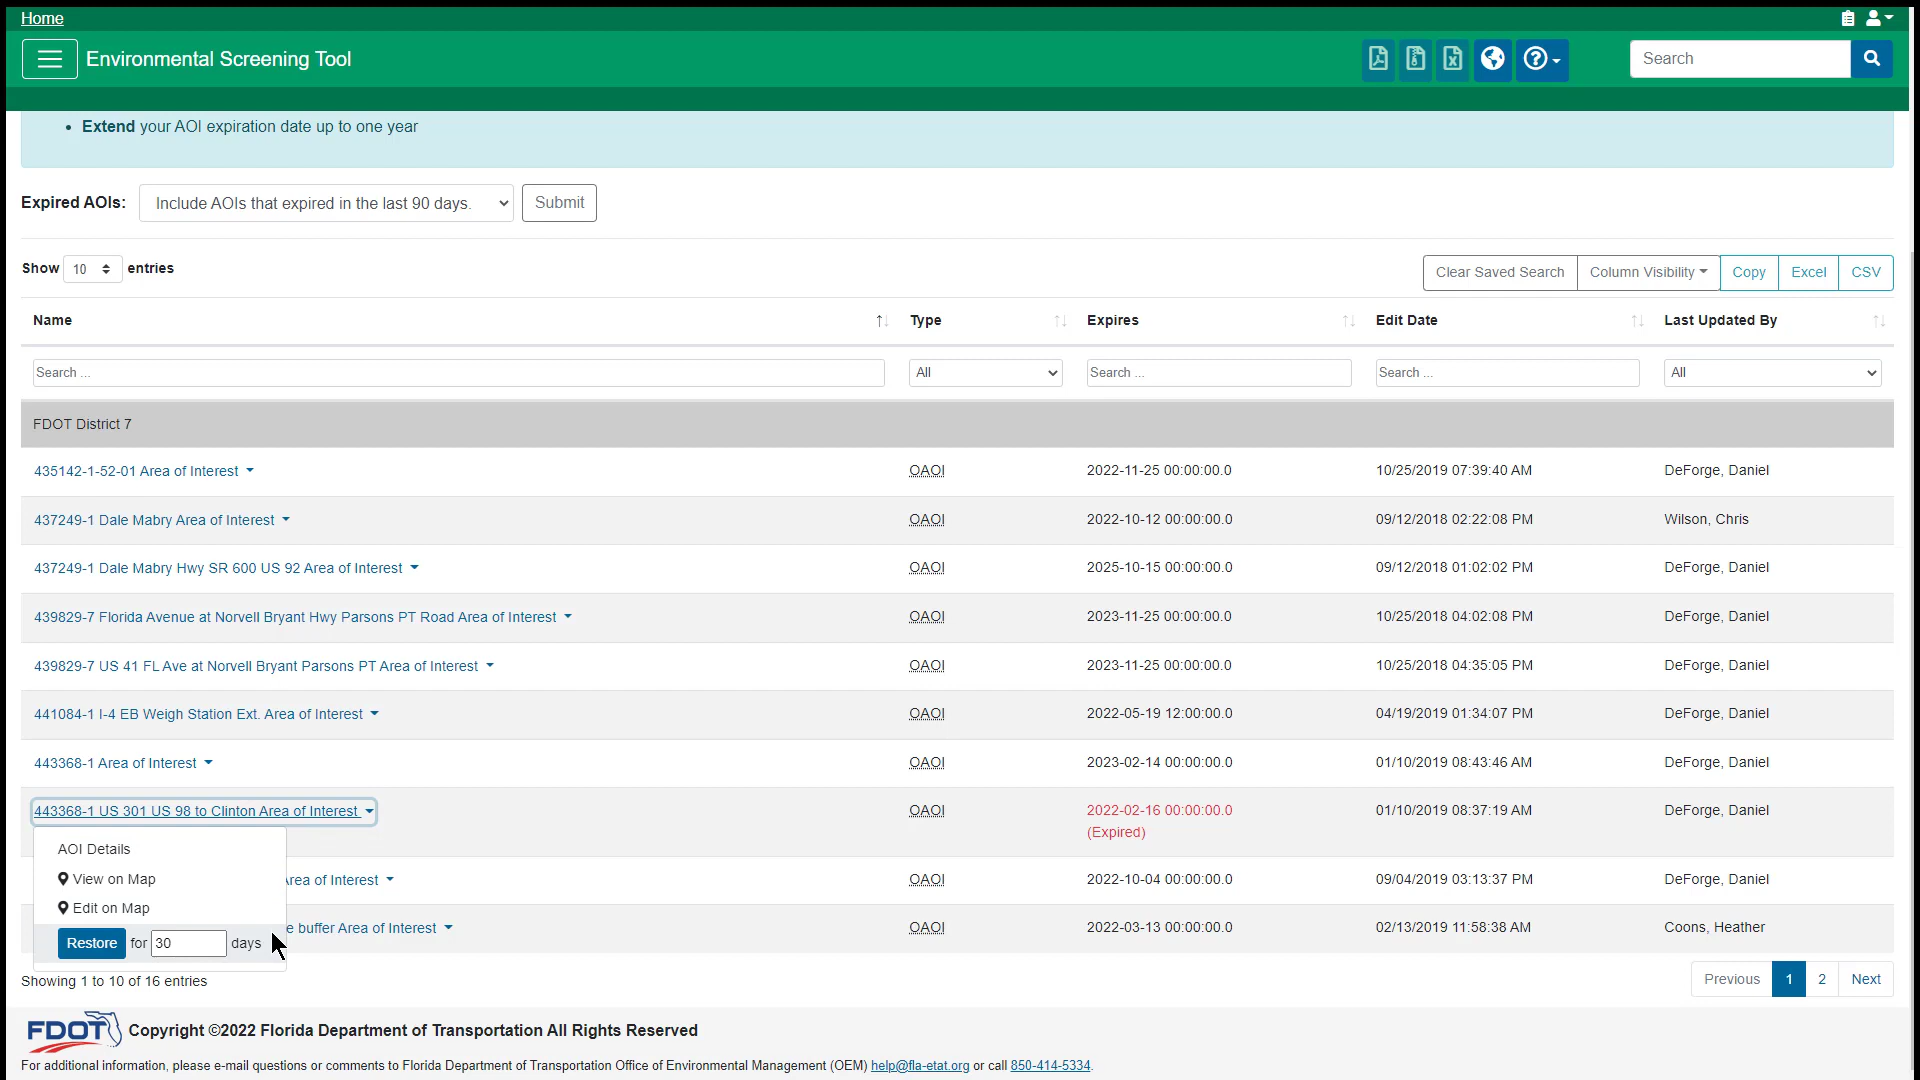 Home
Environmental Screening Tool
Search
Extend your AOI expiration date up to one year
Expired AOIs: Include AOIs that expired in the last 90 days. Submit
Show 10 entries
Clear Saved Search Column Visibility Copy Excel CSV
Name Type Expires Edit Date Last Updated By
Search ... All Search ... Search ... All
FDOT District 7
435142-1-52-01 Area of Interest OAOI 2022-11-25 00:00:00.0 10/25/2019 07:39:40 AM DeForge, Daniel
437249-1 Dale Mabry Area of Interest OAOI 2022-10-12 00:00:00.0 09/12/2018 02:22:08 PM Wilson, Chris
437249-1 Dale Mabry Hwy SR 600 US 92 Area of Interest OAOI 2025-10-15 00:00:00.0 09/12/2018 01:02:02 PM DeForge, Daniel
439829-7 Florida Avenue at Norvell Bryant Hwy Parsons PT Road Area of Interest OAOI 2023-11-25 00:00:00.0 10/25/2018 04:02:08 PM DeForge, Daniel
439829-7 US 41 FL Ave at Norvell Bryant Parsons PT Area of Interest OAOI 2023-11-25 00:00:00.0 10/25/2018 04:35:05 PM DeForge, Daniel
441084-1 I-4 EB Weigh Station Ext. Area of Interest OAOI 2022-05-19 12:00:00.0 04/19/2019 01:34:07 PM DeForge, Daniel
443368-1 Area of Interest OAOI 2023-02-14 00:00:00.0 01/10/2019 08:43:46 AM DeForge, Daniel
443368-1 US 301 US 98 to Clinton Area of Interest OAOI 2022-02-16 00:00:00.0 01/10/2019 08:37:19 AM DeForge, Daniel
(Expired)
AOI Details
View on Map Area of Interest OAOI 2022-10-04 00:00:00.0 09/04/2019 03:13:37 PM DeForge, Daniel
Edit on Map
e buffer Area of Interest OAOI 2022-03-13 00:00:00.0 02/13/2019 11:58:38 AM Coons, Heather
Restore for 30 days
Showing 1 to 10 of 16 entries
Previous 1 2 Next
FDOT Copyright ©2022 Florida Department of Transportation All Rights Reserved
For additional information, please e-mail questions or comments to Florida Department of Transportation Office of Environmental Management (OEM) help@fla-etat.org or call 850-414-5334.